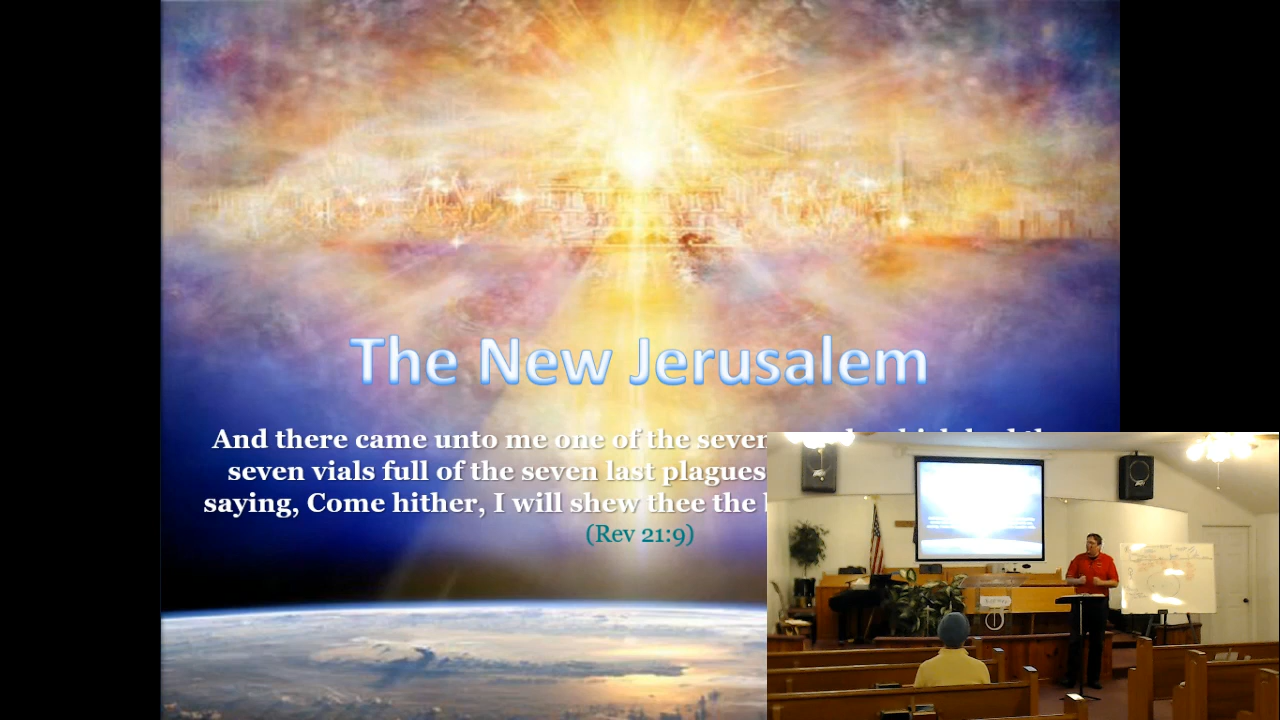 The New Jerusalem
And there came unto me one of the seven
seven vials full of the seven last plagues
saying, Come hither, I will shew thee the
(Rev 21:9)